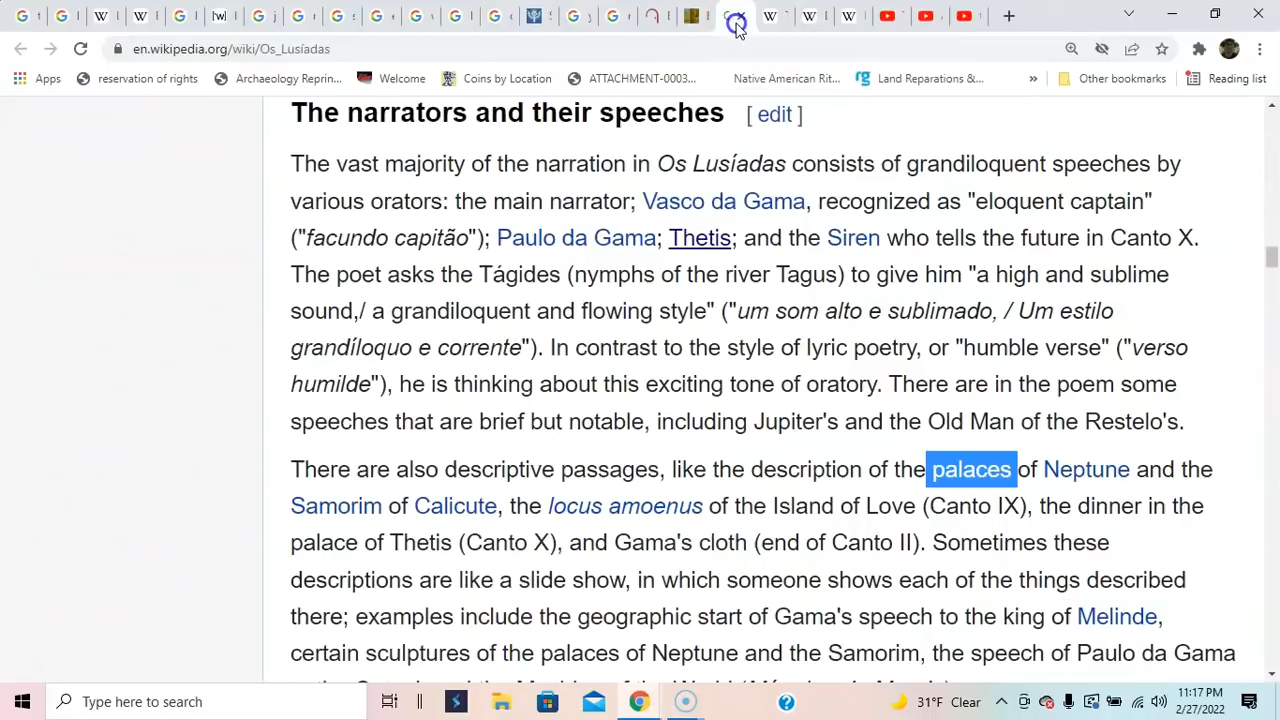 en.wikipedia.org/wiki/Os_Lusíadas
Apps reservation of rights Archaeology Reprin... Welcome Coins by Location ATTACHMENT-0003... Native American Rit... Land Reparations &... » Other bookmarks Reading list
The narrators and their speeches [ edit ]
The vast majority of the narration in Os Lusíadas consists of grandiloquent speeches by
various orators: the main narrator; Vasco da Gama, recognized as "eloquent captain"
("facundo capitão"); Paulo da Gama; Thetis; and the Siren who tells the future in Canto X.
The poet asks the Tágides (nymphs of the river Tagus) to give him "a high and sublime
sound,/ a grandiloquent and flowing style" ("um som alto e sublimado, / Um estilo
grandíloquo e corrente"). In contrast to the style of lyric poetry, or "humble verse" ("verso
humilde"), he is thinking about this exciting tone of oratory. There are in the poem some
speeches that are brief but notable, including Jupiter's and the Old Man of the Restelo's.
There are also descriptive passages, like the description of the palaces of Neptune and the
Samorim of Calicute, the locus amoenus of the Island of Love (Canto IX), the dinner in the
palace of Thetis (Canto X), and Gama's cloth (end of Canto II). Sometimes these
descriptions are like a slide show, in which someone shows each of the things described
there; examples include the geographic start of Gama's speech to the king of Melinde,
certain sculptures of the palaces of Neptune and the Samorim, the speech of Paulo da Gama
Type here to search
31°F Clear
11:17 PM
2/27/2022